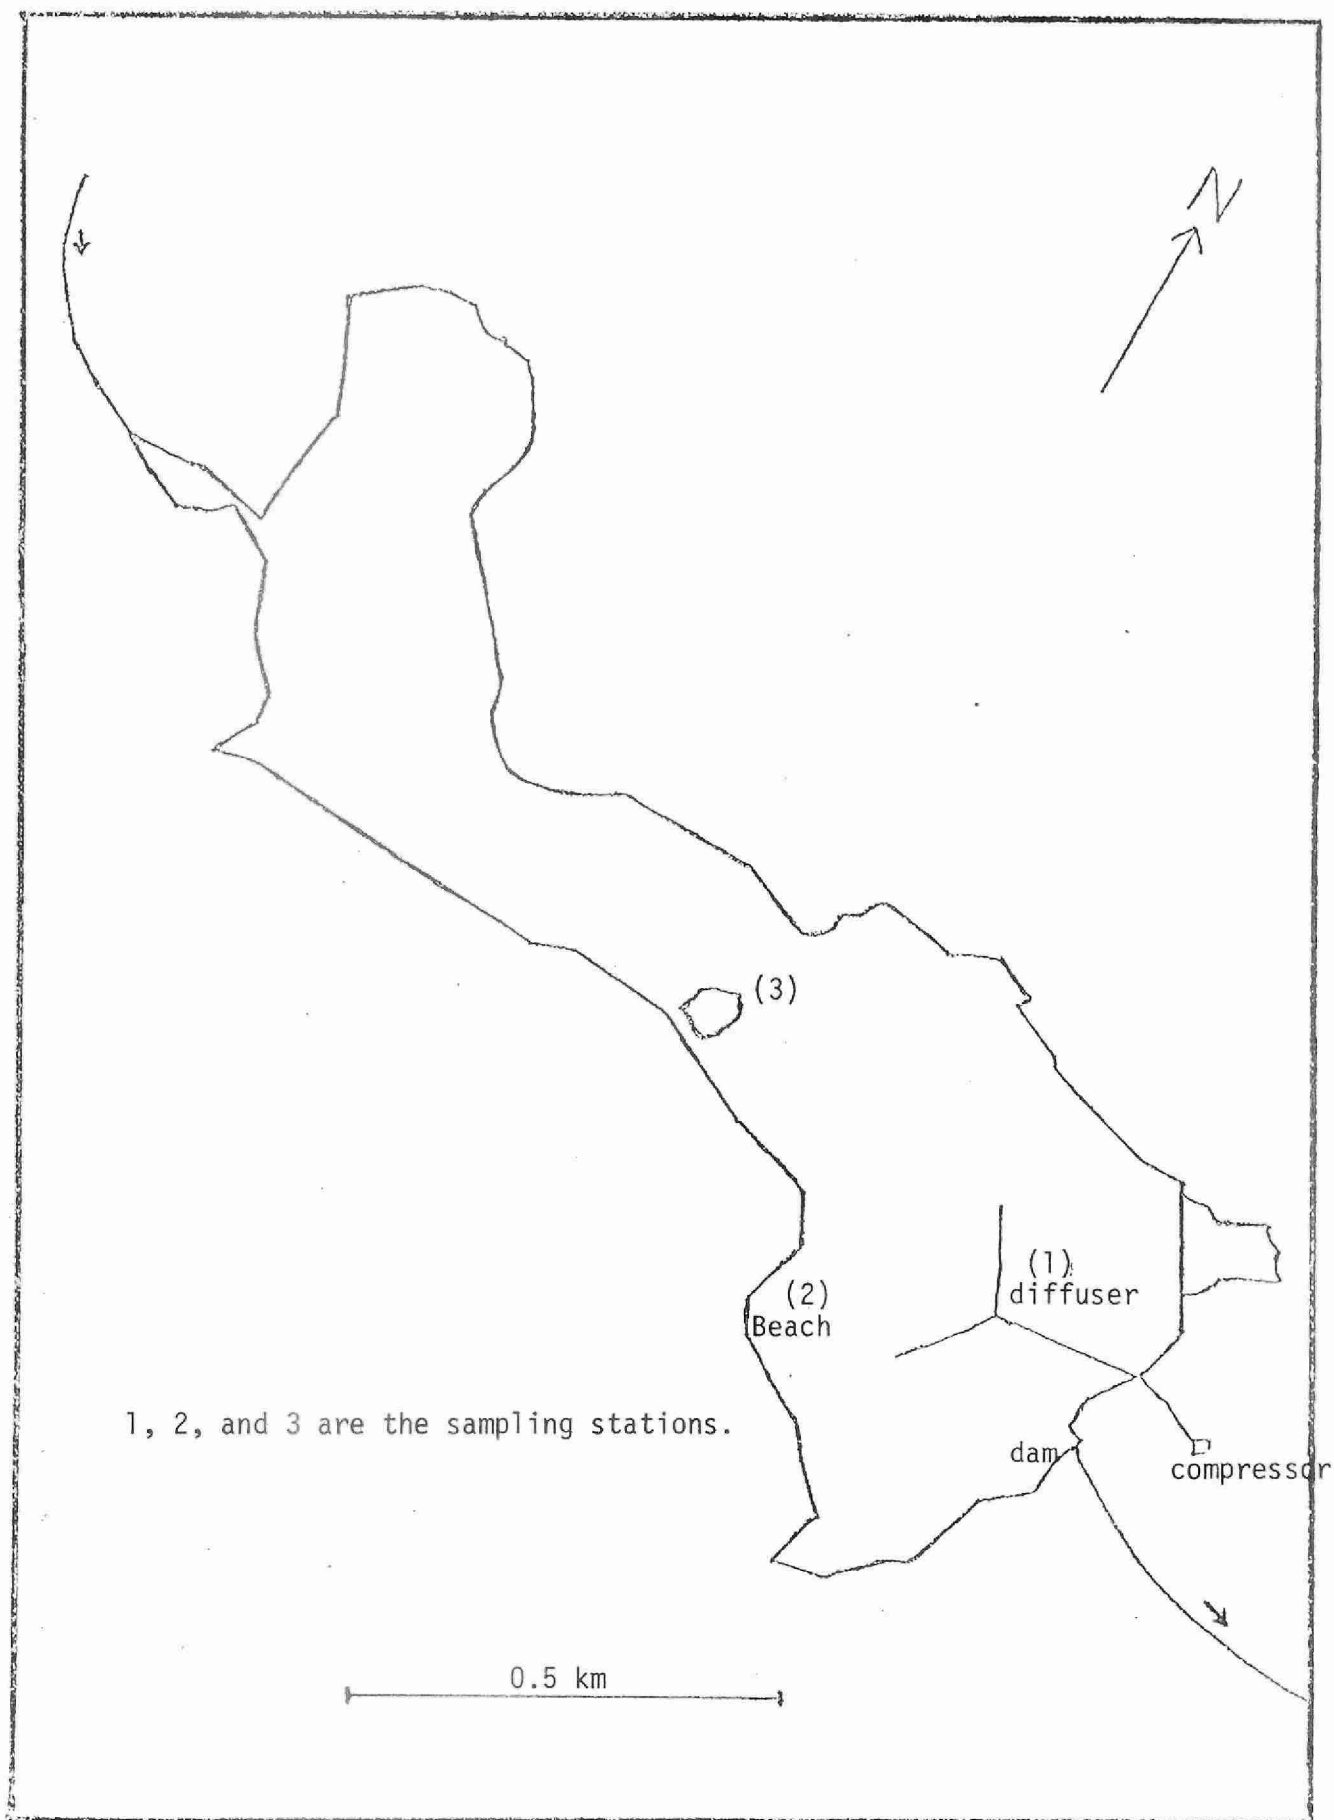 N
(3)
(1)
diffuser
(2)
Beach
1, 2, and 3 are the sampling stations.
dam
compressor
0.5 km